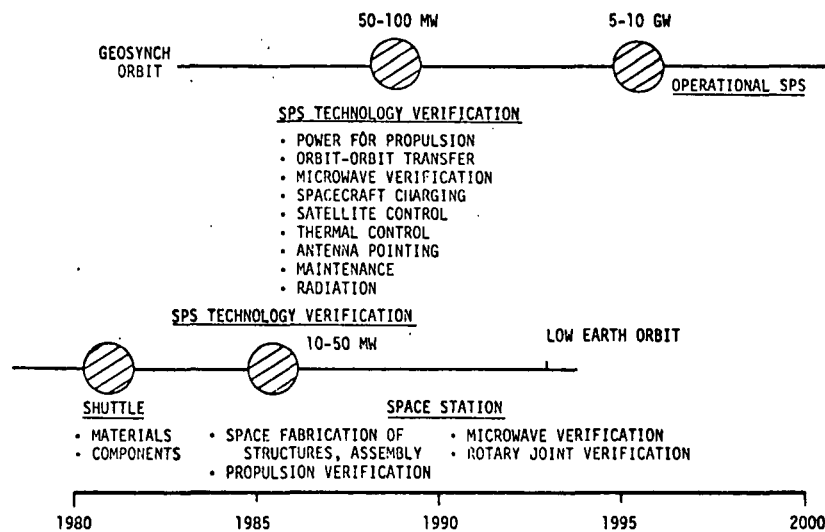 50-100 MW
5-10 GW
GEOSYNCH
ORBIT
OPERATIONAL SPS
SPS TECHNOLOGY VERIFICATION
• POWER FOR PROPULSION
• ORBIT-ORBIT TRANSFER
• MICROWAVE VERIFICATION
• SPACECRAFT CHARGING
• SATELLITE CONTROL
• THERMAL CONTROL
• ANTENNA POINTING
• MAINTENANCE
• RADIATION
SPS TECHNOLOGY VERIFICATION
10-50 MW
LOW EARTH ORBIT
SHUTTLE
• MATERIALS
• COMPONENTS
SPACE STATION
• SPACE FABRICATION OF
STRUCTURES, ASSEMBLY
• PROPULSION VERIFICATION
• MICROWAVE VERIFICATION
• ROTARY JOINT VERIFICATION
1980 1985 1990 1995 2000